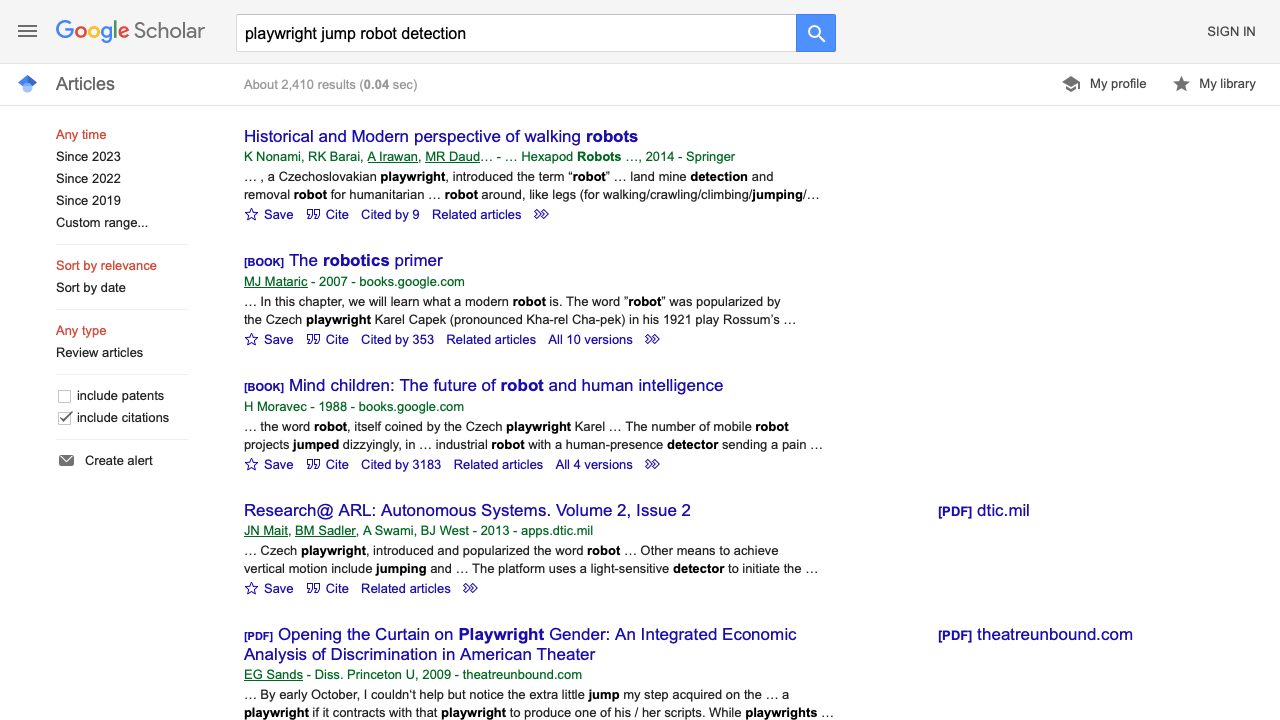 Google Scholar
playwright jump robot detection
SIGN IN
Articles
About 2,410 results (0.04 sec)
My profile
My library
Any time
Since 2023
Since 2022
Since 2019
Custom range...
Sort by relevance
Sort by date
Any type
Review articles
include patents
include citations
Create alert
Historical and Modern perspective of walking robots
K Nonami, RK Barai, A Irawan, MR Daud… - … Hexapod Robots …, 2014 - Springer
… , a Czechoslovakian playwright, introduced the term “robot” … land mine detection and
removal robot for humanitarian … robot around, like legs (for walking/crawling/climbing/jumping/…
Save Cite Cited by 9 Related articles
[BOOK] The robotics primer
MJ Mataric - 2007 - books.google.com
… In this chapter, we will learn what a modern robot is. The word ”robot” was popularized by
the Czech playwright Karel Capek (pronounced Kha-rel Cha-pek) in his 1921 play Rossum’s …
Save Cite Cited by 353 Related articles All 10 versions
[BOOK] Mind children: The future of robot and human intelligence
H Moravec - 1988 - books.google.com
… the word robot, itself coined by the Czech playwright Karel … The number of mobile robot
projects jumped dizzyingly, in … industrial robot with a human-presence detector sending a pain …
Save Cite Cited by 3183 Related articles All 4 versions
Research@ ARL: Autonomous Systems. Volume 2, Issue 2
[PDF] dtic.mil
JN Mait, BM Sadler, A Swami, BJ West - 2013 - apps.dtic.mil
… Czech playwright, introduced and popularized the word robot … Other means to achieve
vertical motion include jumping and … The platform uses a light-sensitive detector to initiate the …
Save Cite Related articles
[PDF] Opening the Curtain on Playwright Gender: An Integrated Economic
Analysis of Discrimination in American Theater
[PDF] theatreunbound.com
EG Sands - Diss. Princeton U, 2009 - theatreunbound.com
… By early October, I couldn‘t help but notice the extra little jump my step acquired on the … a
playwright if it contracts with that playwright to produce one of his / her scripts. While playwrights …